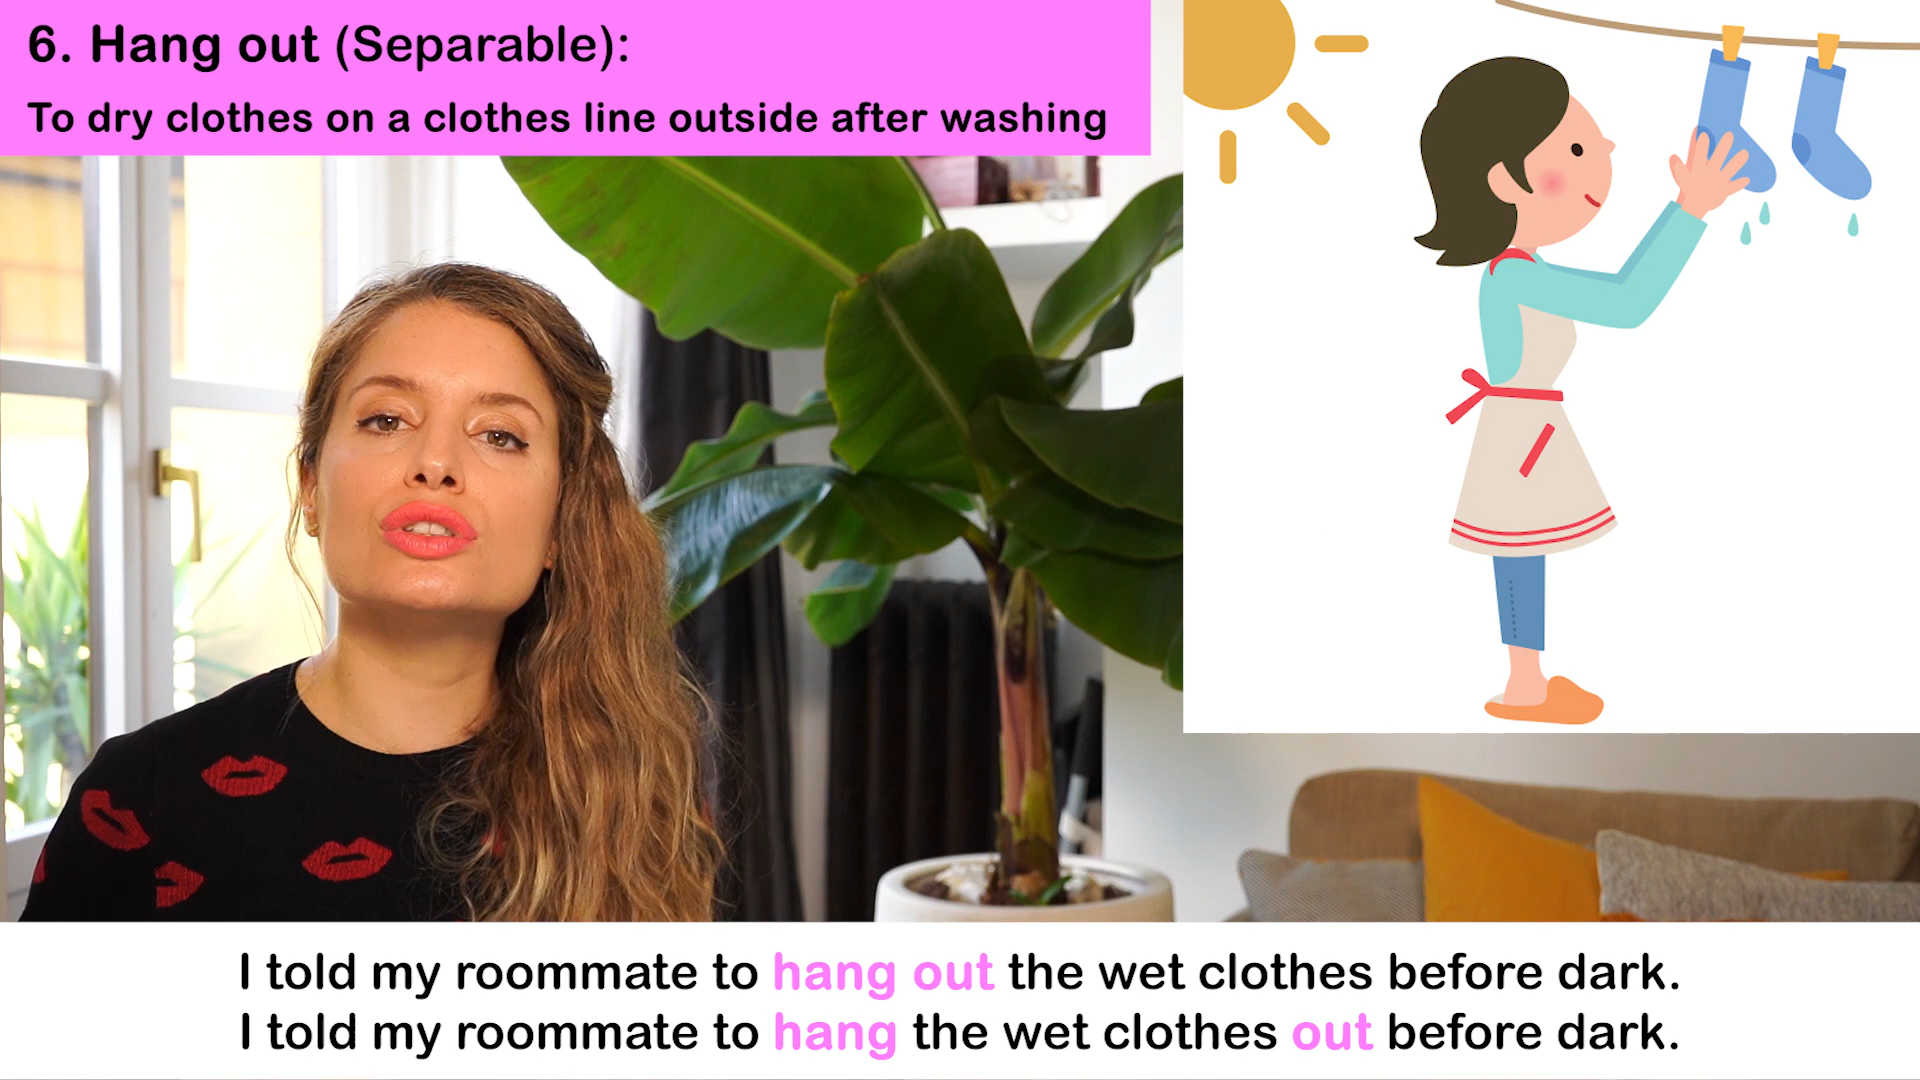 6. Hang out (Separable):
To dry clothes on a clothes line outside after washing
I told my roommate to hang out the wet clothes before dark.
I told my roommate to hang the wet clothes out before dark.